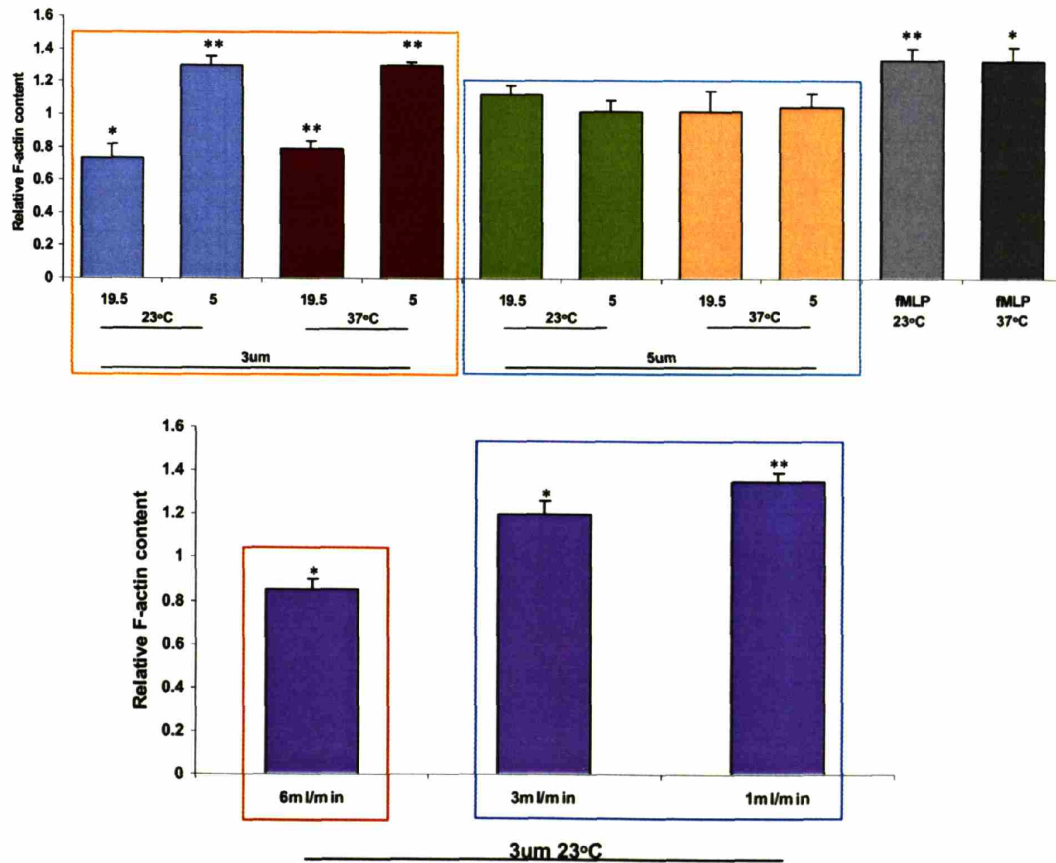 1.6
1.4
1.2
1
0.8
0.6
0.4
0.2
0
Relative F-actin content
* ** ** ** ** *
19.5 5 19.5 5 19.5 5 19.5 5 fMLP fMLP
23°C 37°C 23°C 37°C 23°C 37°C
3um 5um
1.6
1.4
1.2
1
0.8
0.6
0.4
0.2
0
Relative F-actin content
* * **
6ml/min 3ml/min 1ml/min
3um 23°C